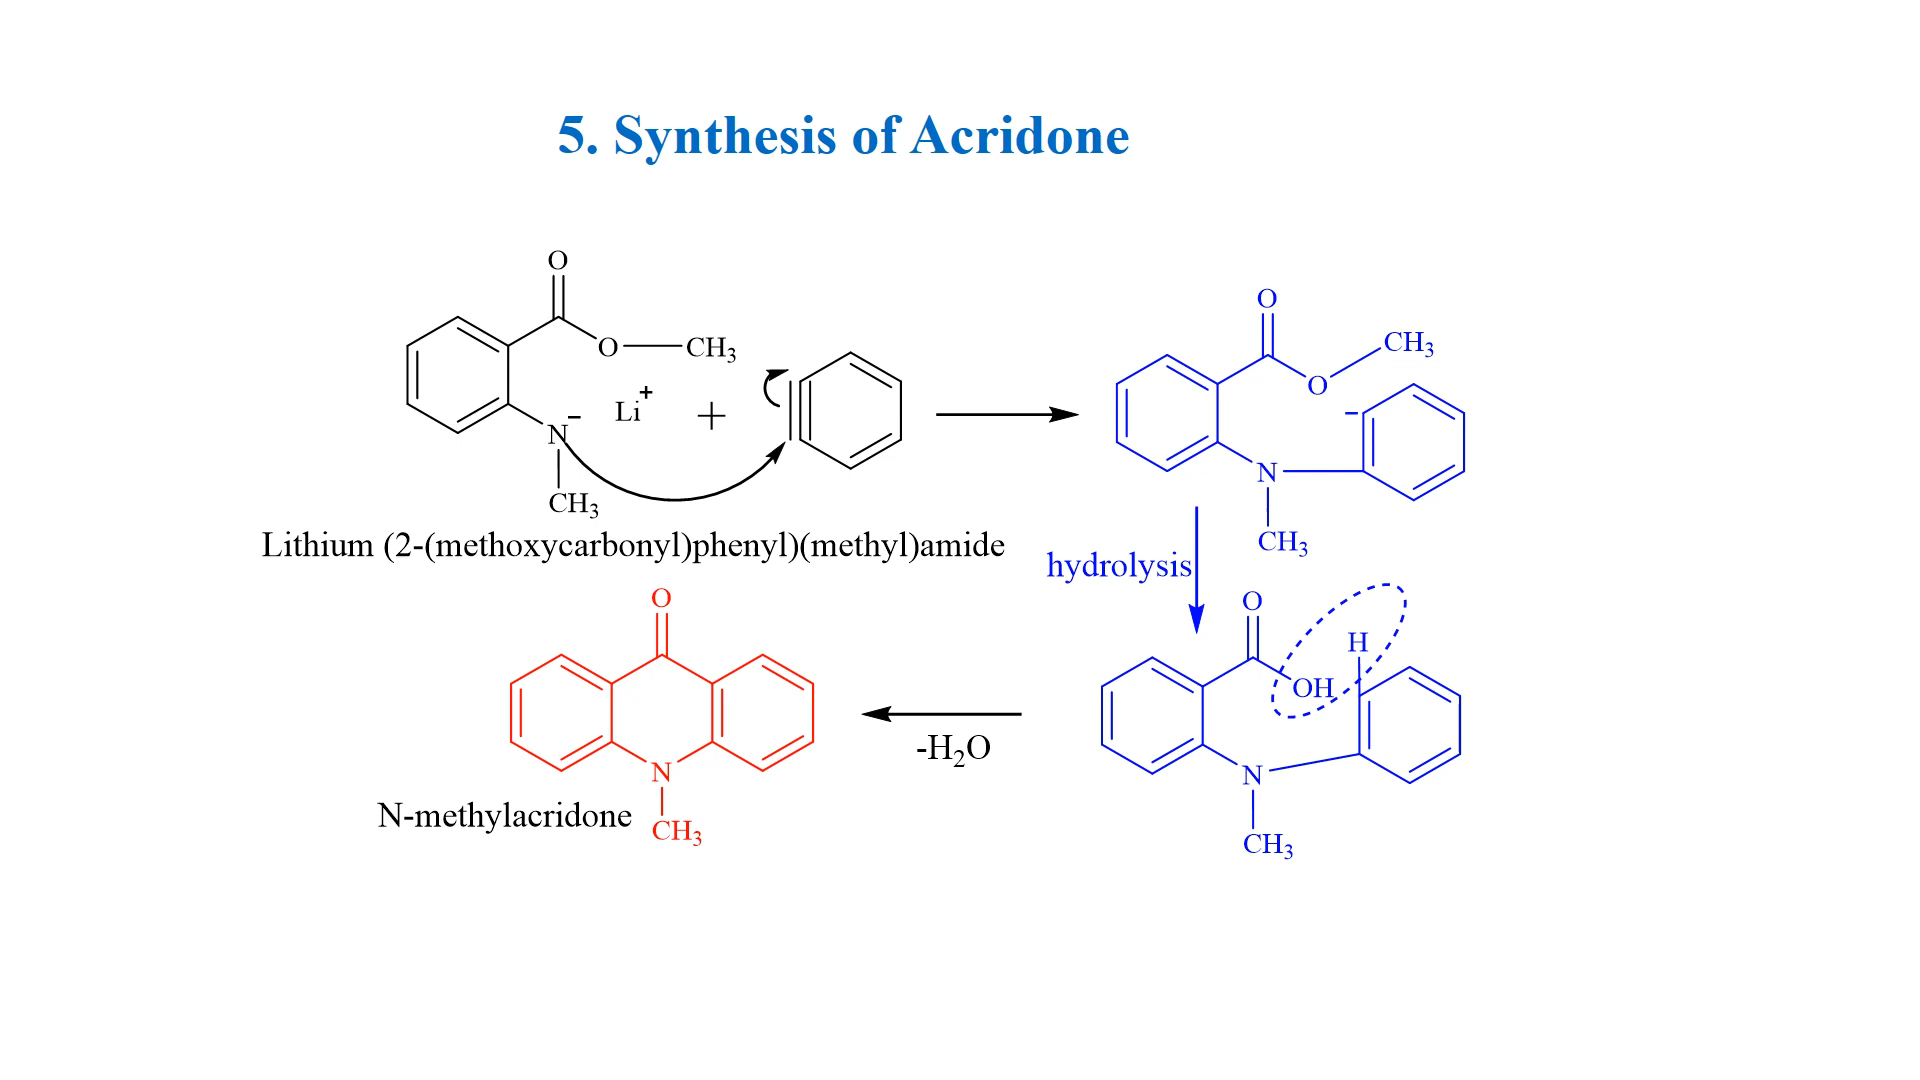 5. Synthesis of Acridone
O
O
CH₃
N
−
Li
+
+
CH₃
Lithium (2-(methoxycarbonyl)phenyl)(methyl)amide
O
CH₃
O
−
N
CH₃
hydrolysis
O
H
OH
N
CH₃
-H₂O
O
N
CH₃
N-methylacridone